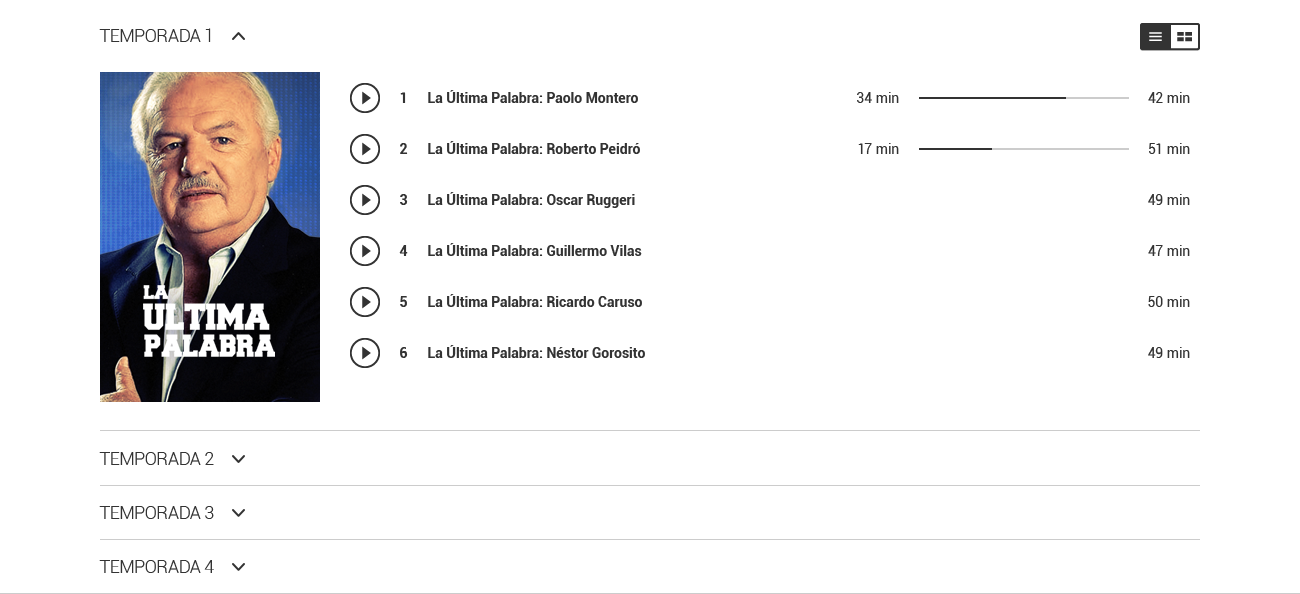 TEMPORADA 1
LA
ÚLTIMA
PALABRA
1 La Última Palabra: Paolo Montero 34 min 42 min
2 La Última Palabra: Roberto Peidró 17 min 51 min
3 La Última Palabra: Oscar Ruggeri 49 min
4 La Última Palabra: Guillermo Vilas 47 min
5 La Última Palabra: Ricardo Caruso 50 min
6 La Última Palabra: Néstor Gorosito 49 min
TEMPORADA 2
TEMPORADA 3
TEMPORADA 4